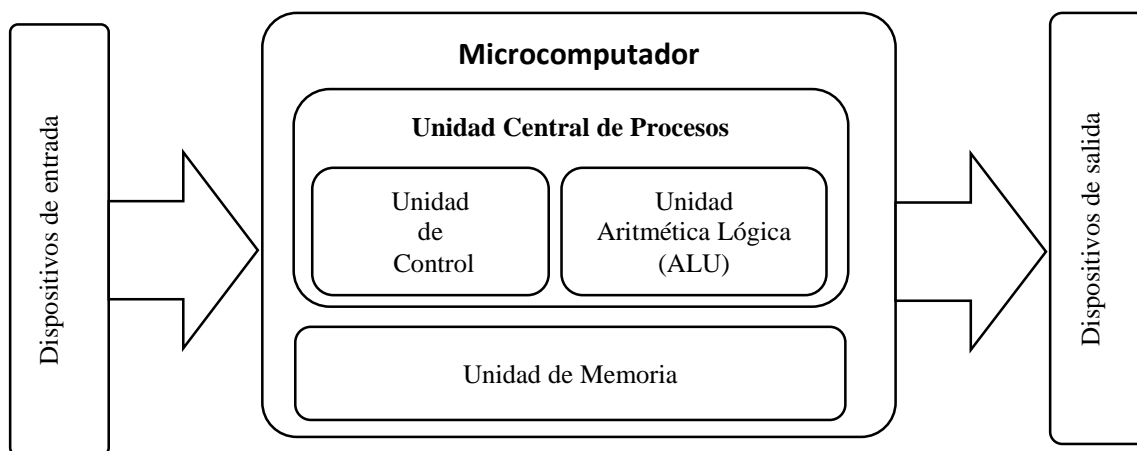 Dispositivos de entrada
Microcomputador
Unidad Central de Procesos
Unidad
de
Control
Unidad
Aritmética Lógica
(ALU)
Unidad de Memoria
Dispositivos de salida